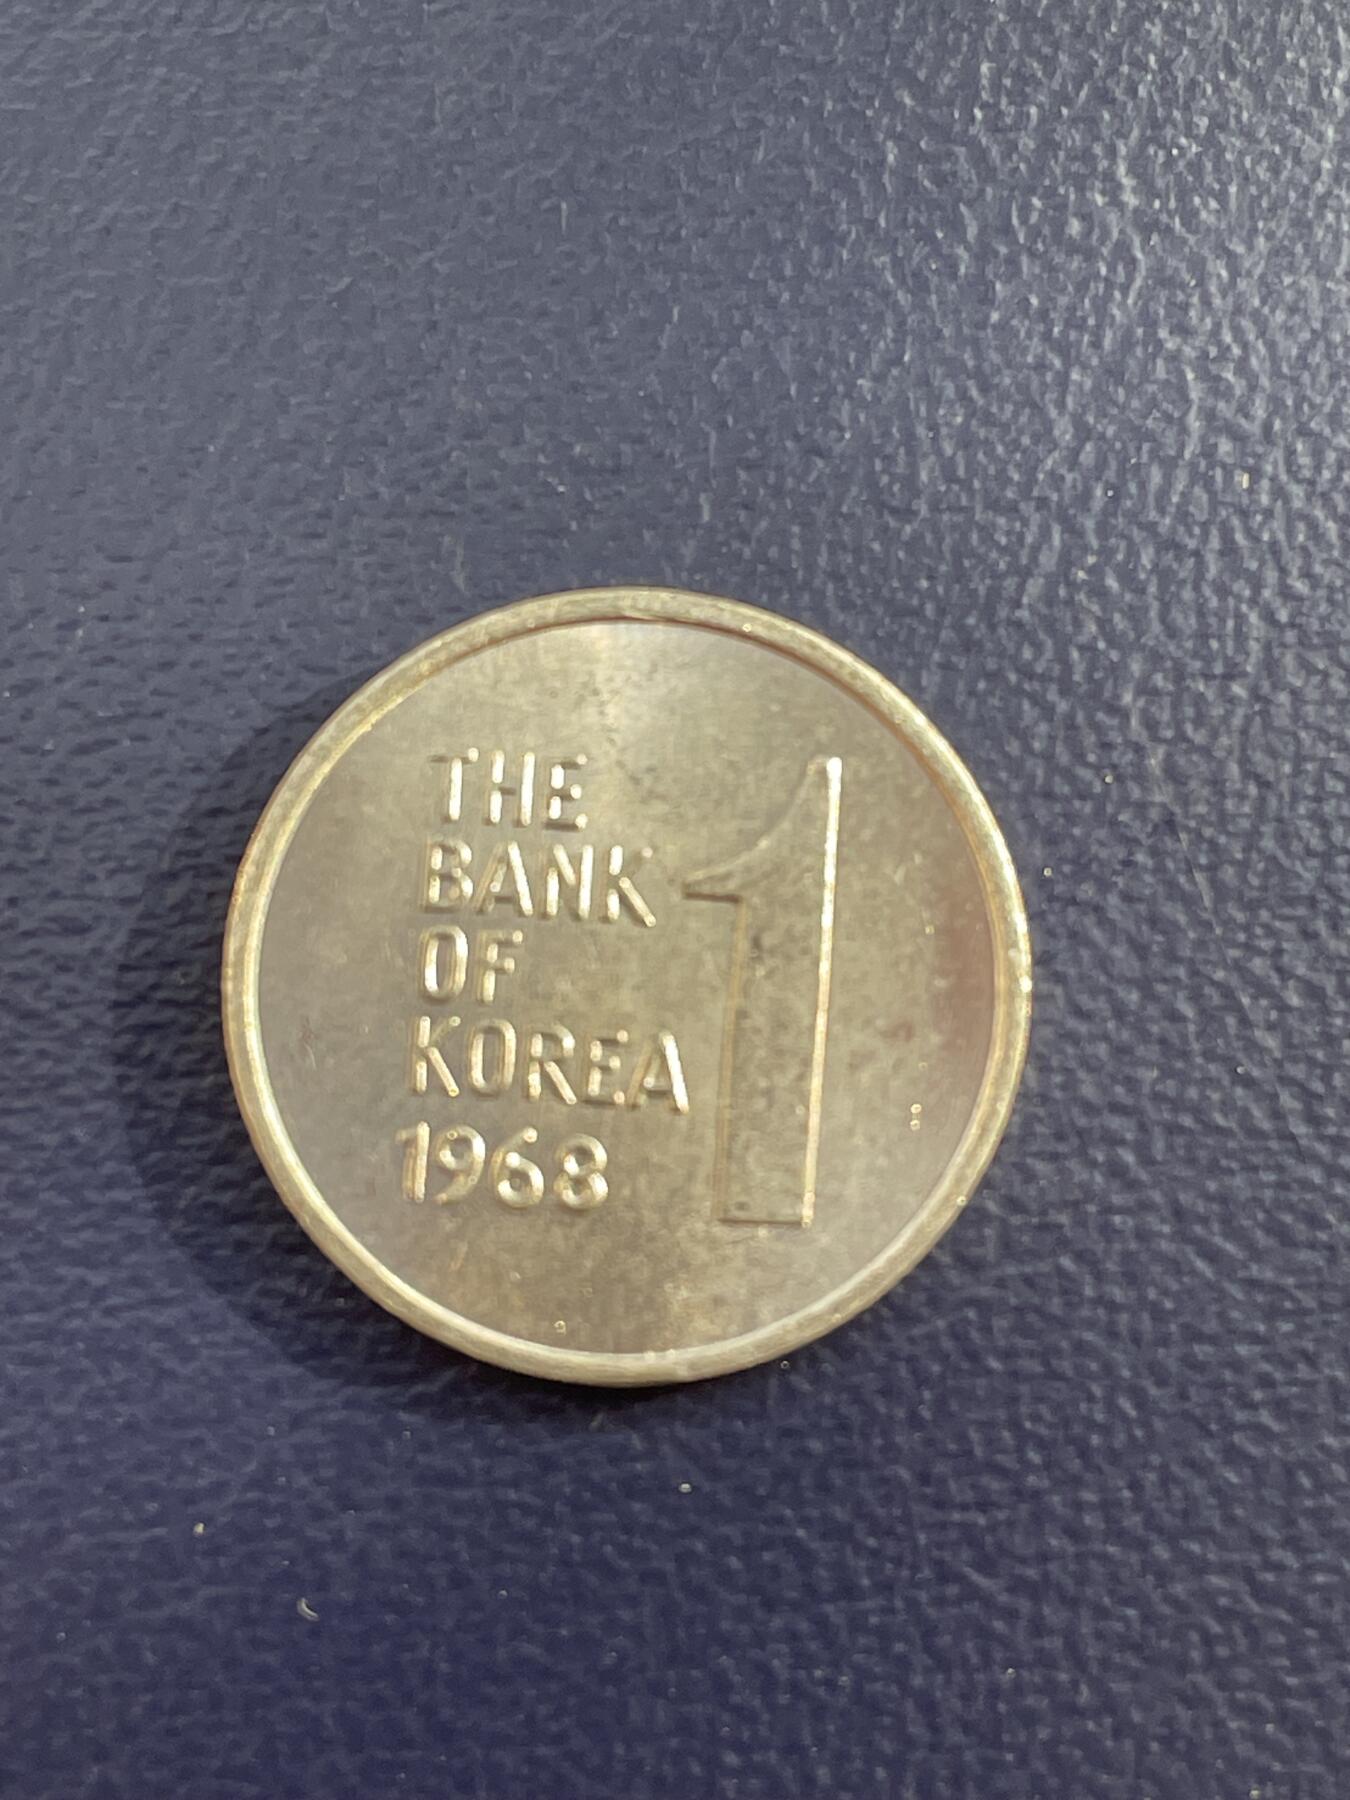 THE
BANK
OF
KOREA
1968
1